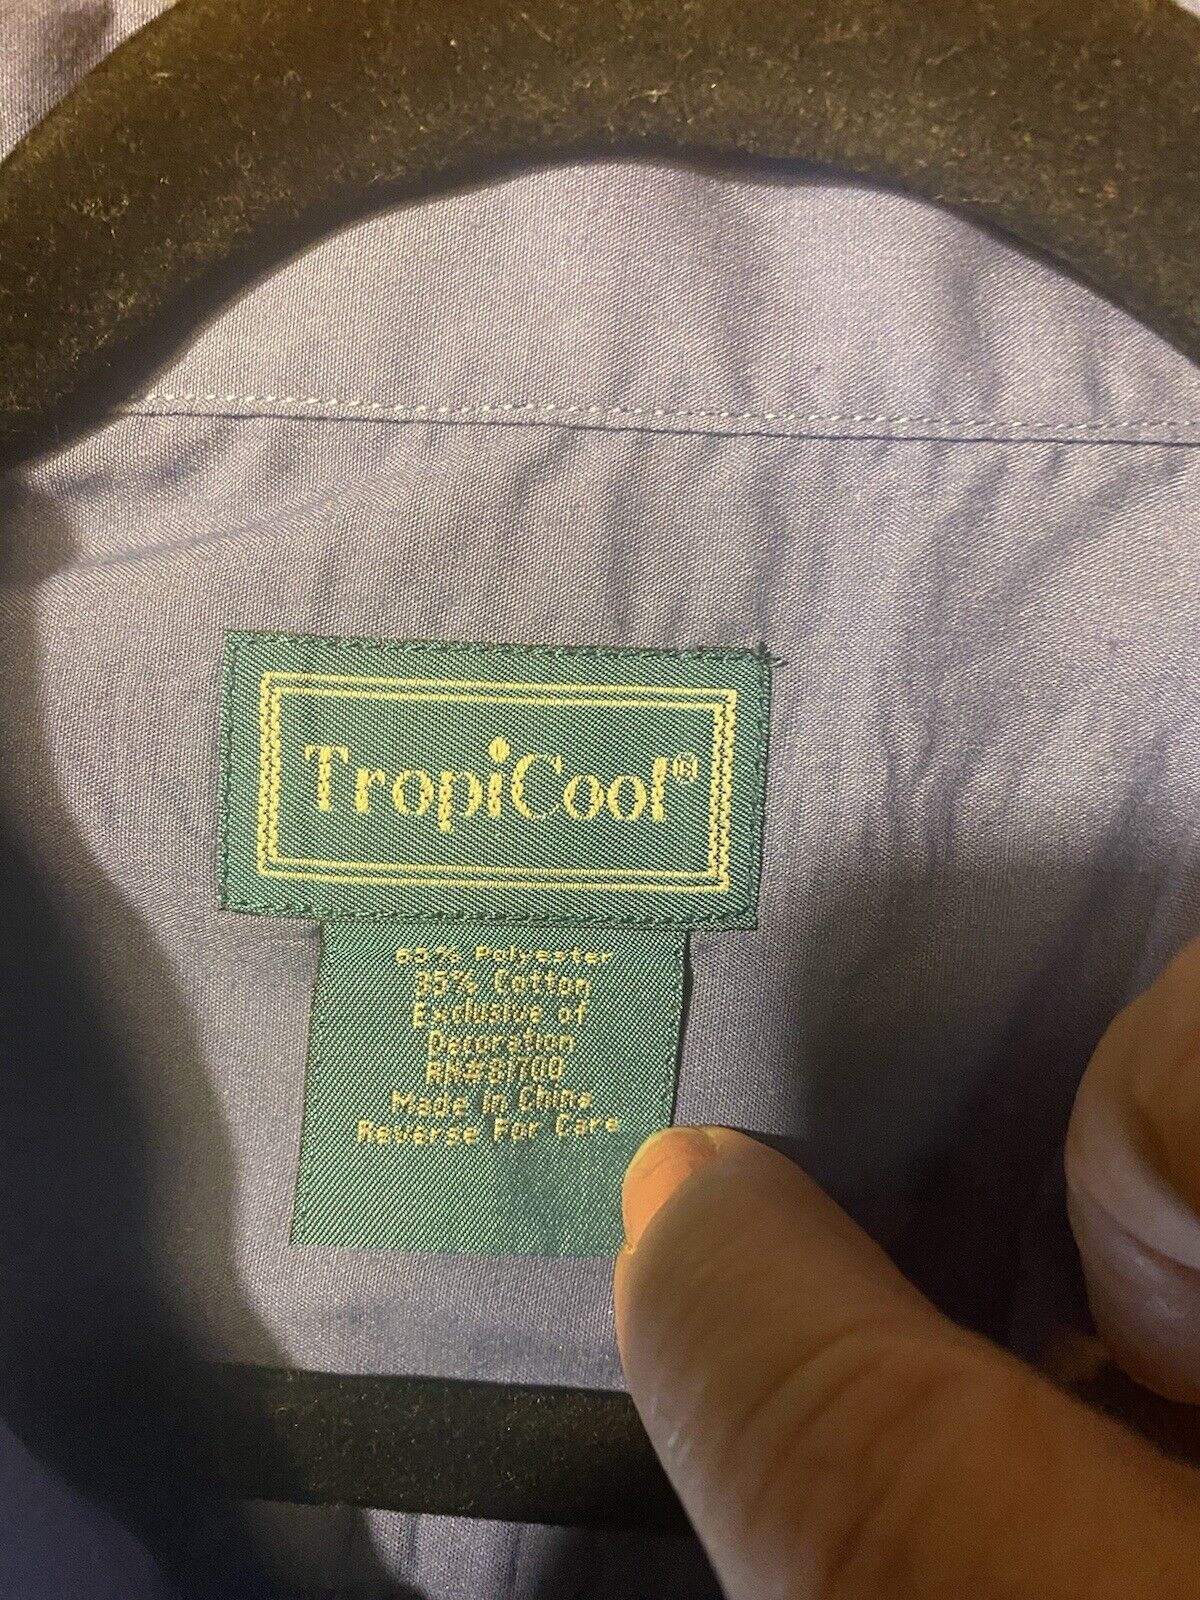 TropiCool®
65% Polyester
35% Cotton
Exclusive of
Decoration
RN#81700
Made In China
Reverse For Care